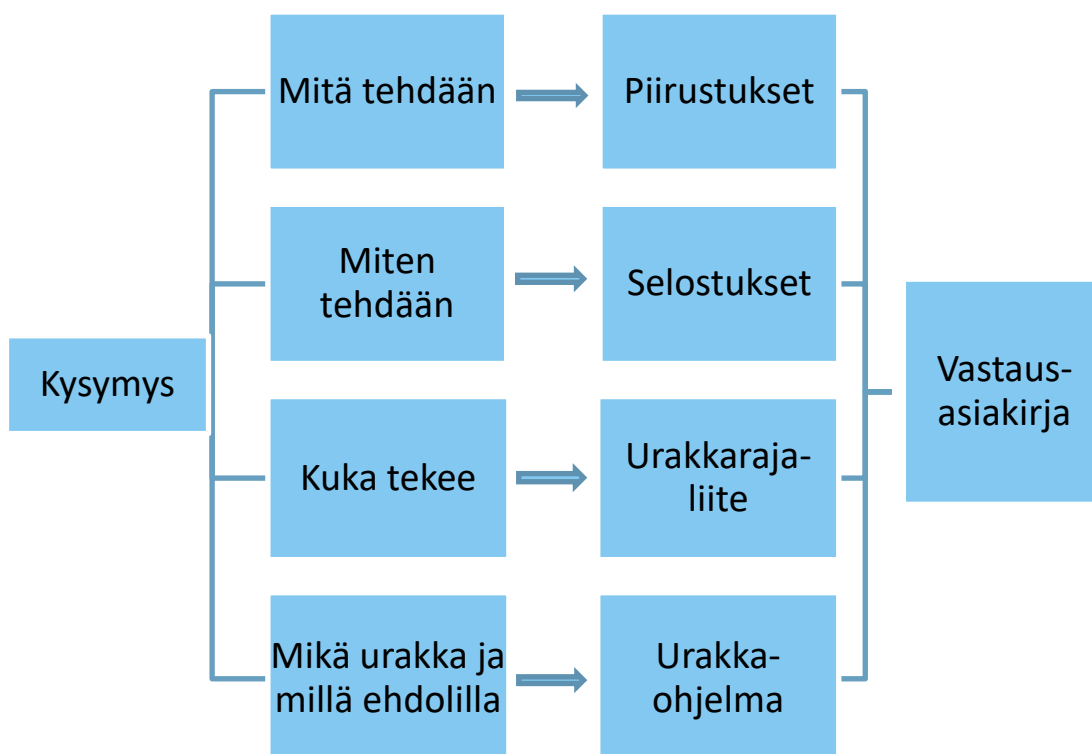 Kysymys
Mitä tehdään
Piirustukset
Miten
tehdään
Selostukset
Kuka tekee
Urakkaraja-
liite
Mikä urakka ja
millä ehdolilla
Urakka-
ohjelma
Vastaus-
asiakirja